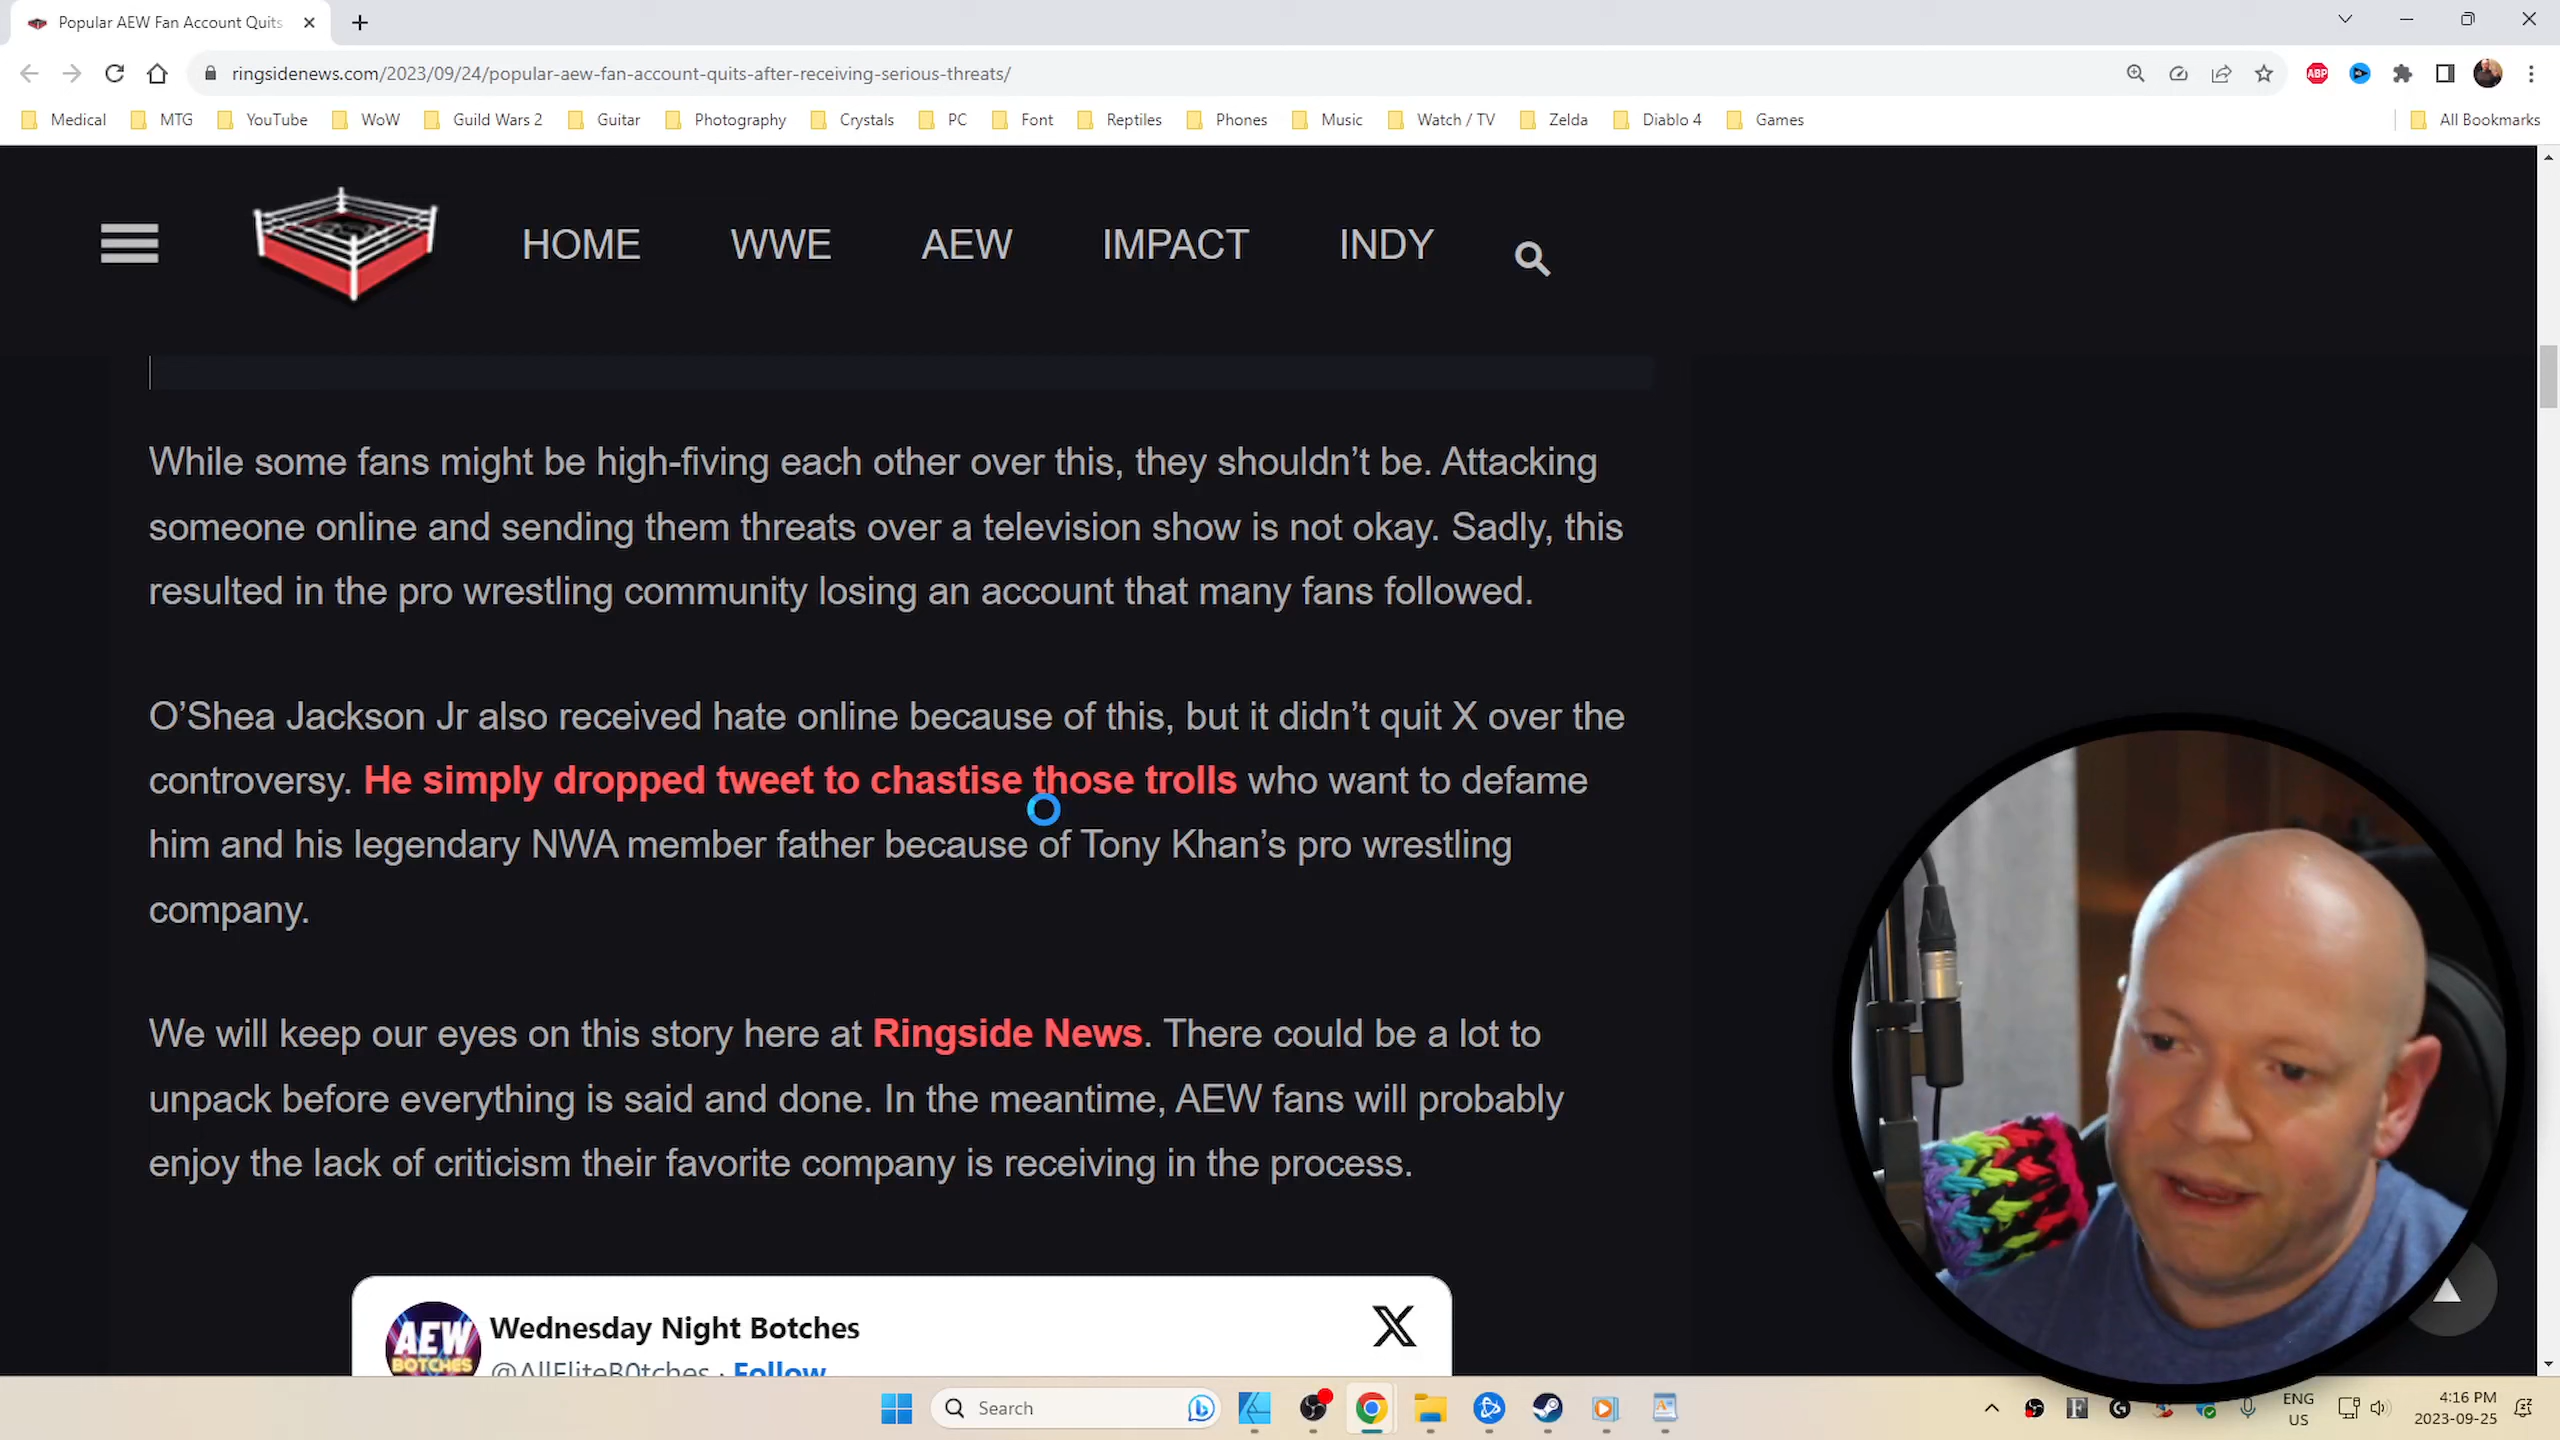 Popular AEW Fan Account Quits
ringsidenews.com/2023/09/24/popular-aew-fan-account-quits-after-receiving-serious-threats/
ABP
Medical MTG YouTube WoW Guild Wars 2 Guitar Photography Crystals PC Font Reptiles Phones Music Watch / TV Zelda Diablo 4 Games All Bookmarks
HOME WWE AEW IMPACT INDY
While some fans might be high-fiving each other over this, they shouldn’t be. Attacking
someone online and sending them threats over a television show is not okay. Sadly, this
resulted in the pro wrestling community losing an account that many fans followed.
O’Shea Jackson Jr also received hate online because of this, but it didn’t quit X over the
controversy. He simply dropped tweet to chastise those trolls who want to defame
him and his legendary NWA member father because of Tony Khan’s pro wrestling
company.
We will keep our eyes on this story here at Ringside News. There could be a lot to
unpack before everything is said and done. In the meantime, AEW fans will probably
enjoy the lack of criticism their favorite company is receiving in the process.
AEW
BOTCHES
Wednesday Night Botches
@AllEliteB0tches · Follow
Search
ENG
US
4:16 PM
2023-09-25